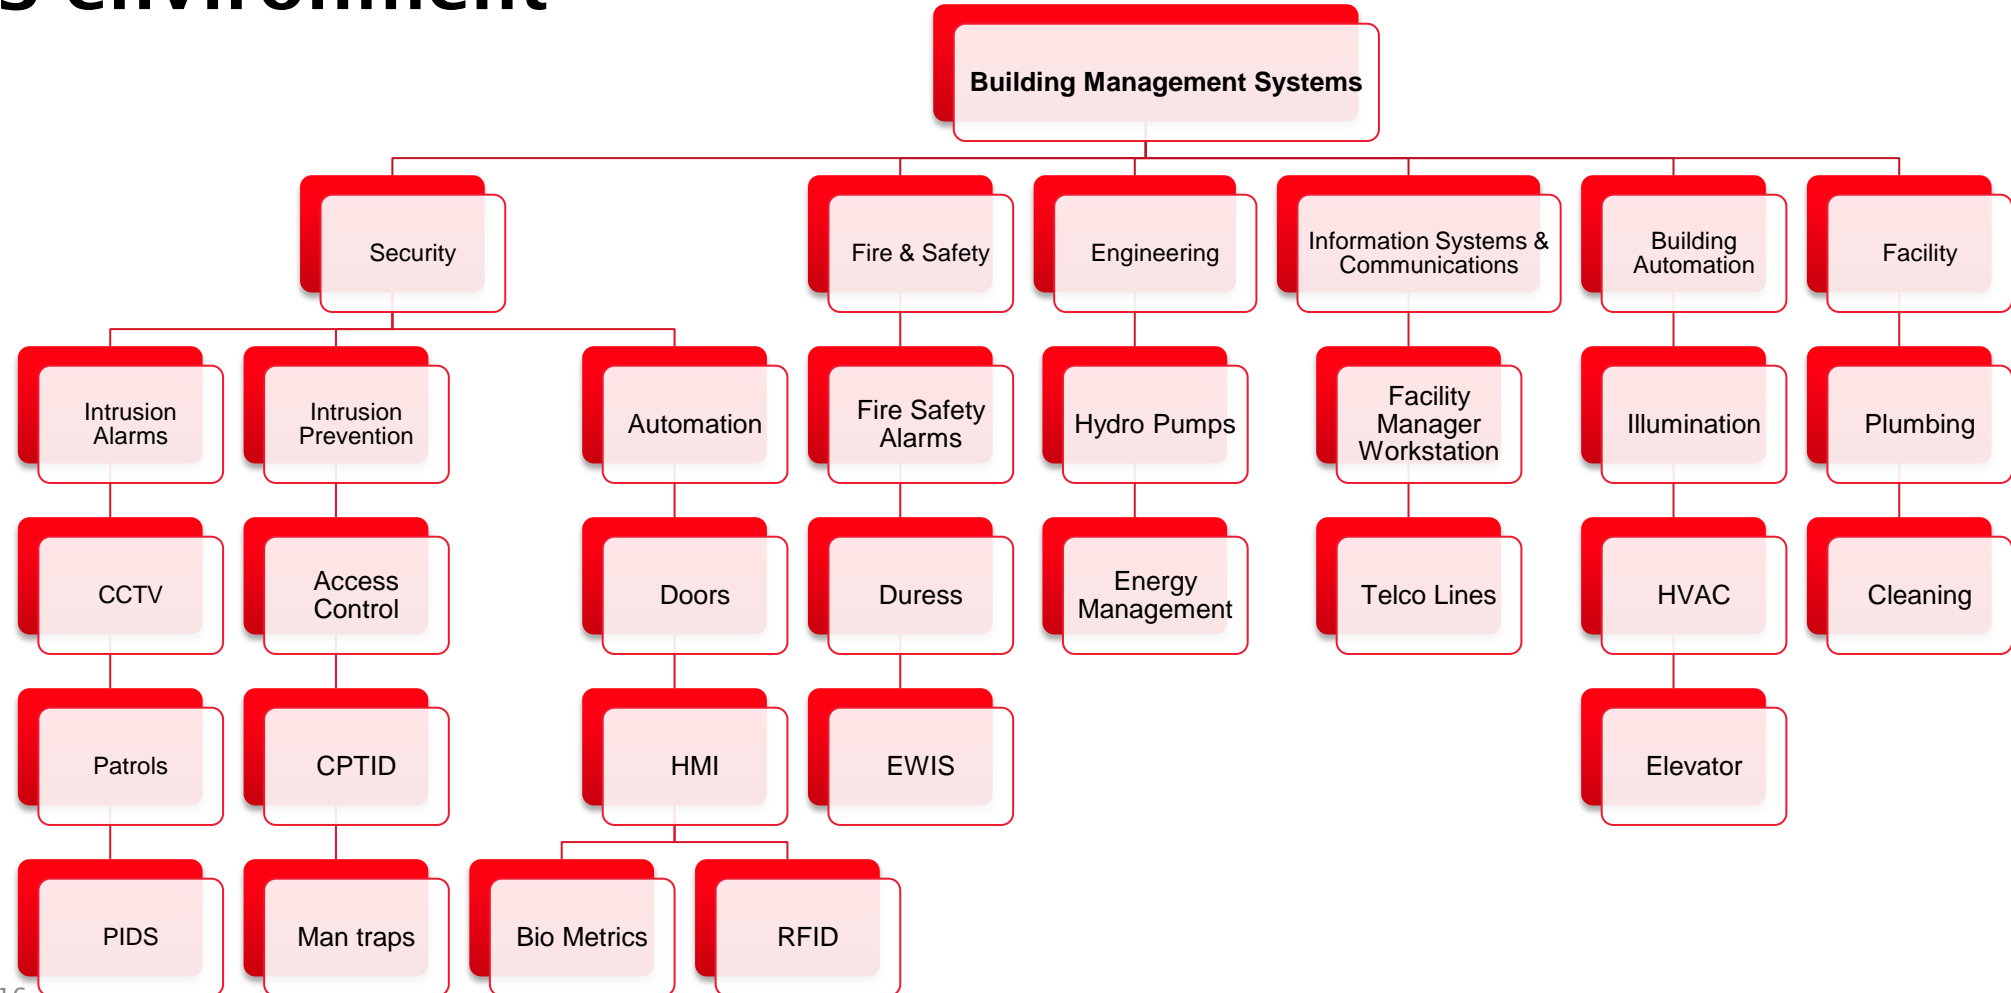 S environment
Building Management Systems
Security
Fire & Safety
Engineering
Information Systems &
Communications
Building
Automation
Facility
Intrusion
Alarms
Intrusion
Prevention
Automation
Fire Safety
Alarms
Hydro Pumps
Facility
Manager
Workstation
Illumination
Plumbing
CCTV
Access
Control
Doors
Duress
Energy
Management
Telco Lines
HVAC
Cleaning
Patrols
CPTID
HMI
EWIS
Elevator
PIDS
Man traps
Bio Metrics
RFID
16